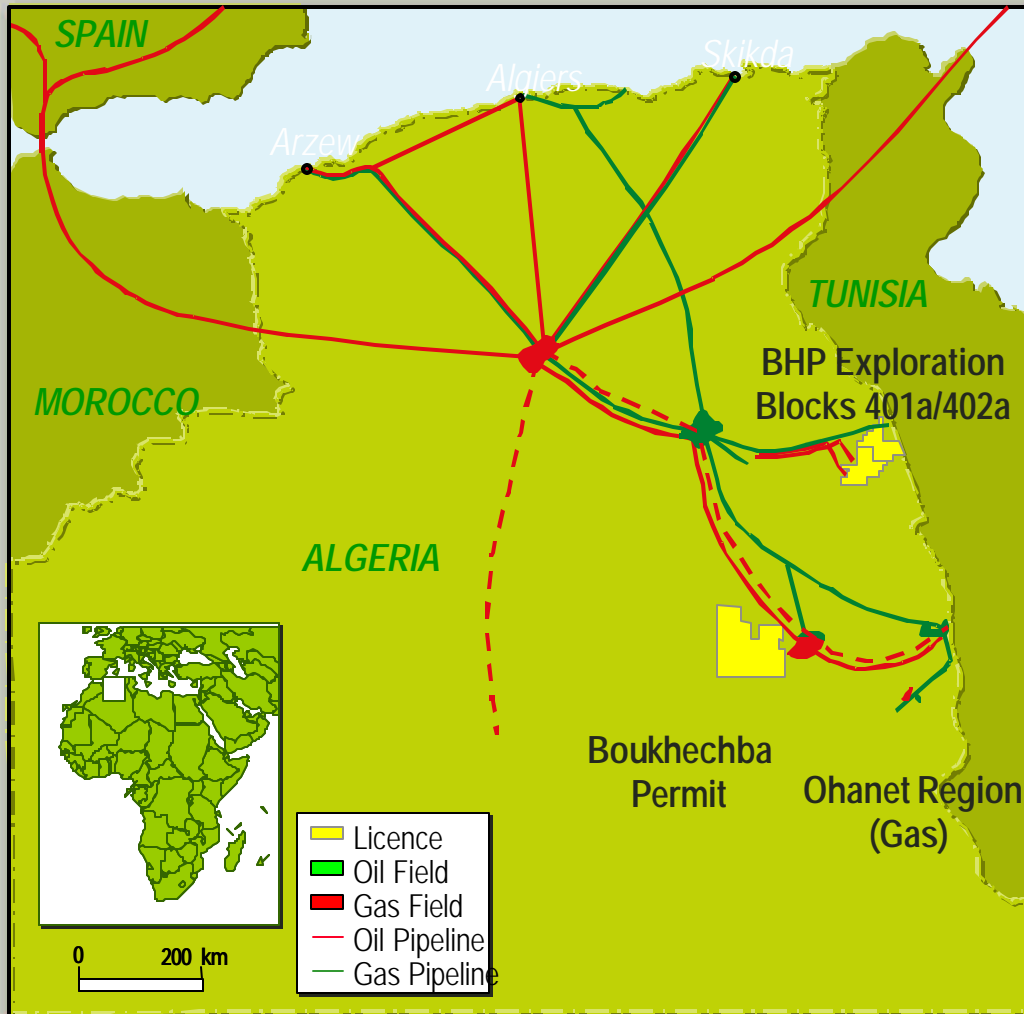 SPAIN
Skikda
Algiers
Arzew
TUNISIA
BHP Exploration
Blocks 401a/402a
MOROCCO
ALGERIA
Boukhechba
Permit
Ohanet Region
(Gas)
Licence
Oil Field
Gas Field
Oil Pipeline
Gas Pipeline
0 200 km